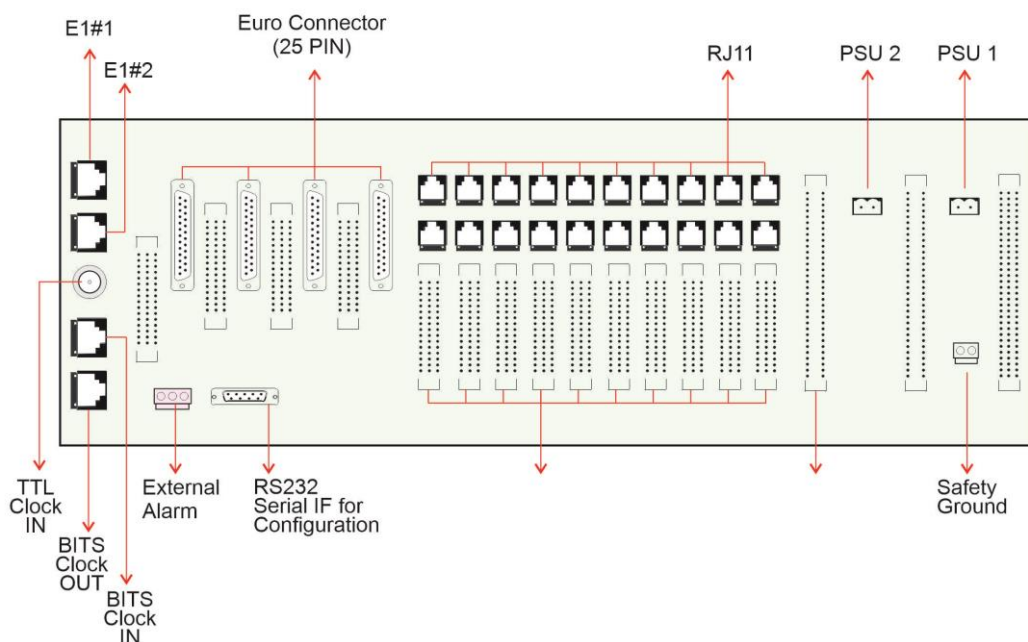 E1#1
E1#2
Euro Connector
(25 PIN)
RJ11
PSU 2
PSU 1
TTL
Clock
IN
BITS
Clock
OUT
BITS
Clock
IN
External
Alarm
RS232
Serial IF for
Configuration
Safety
Ground